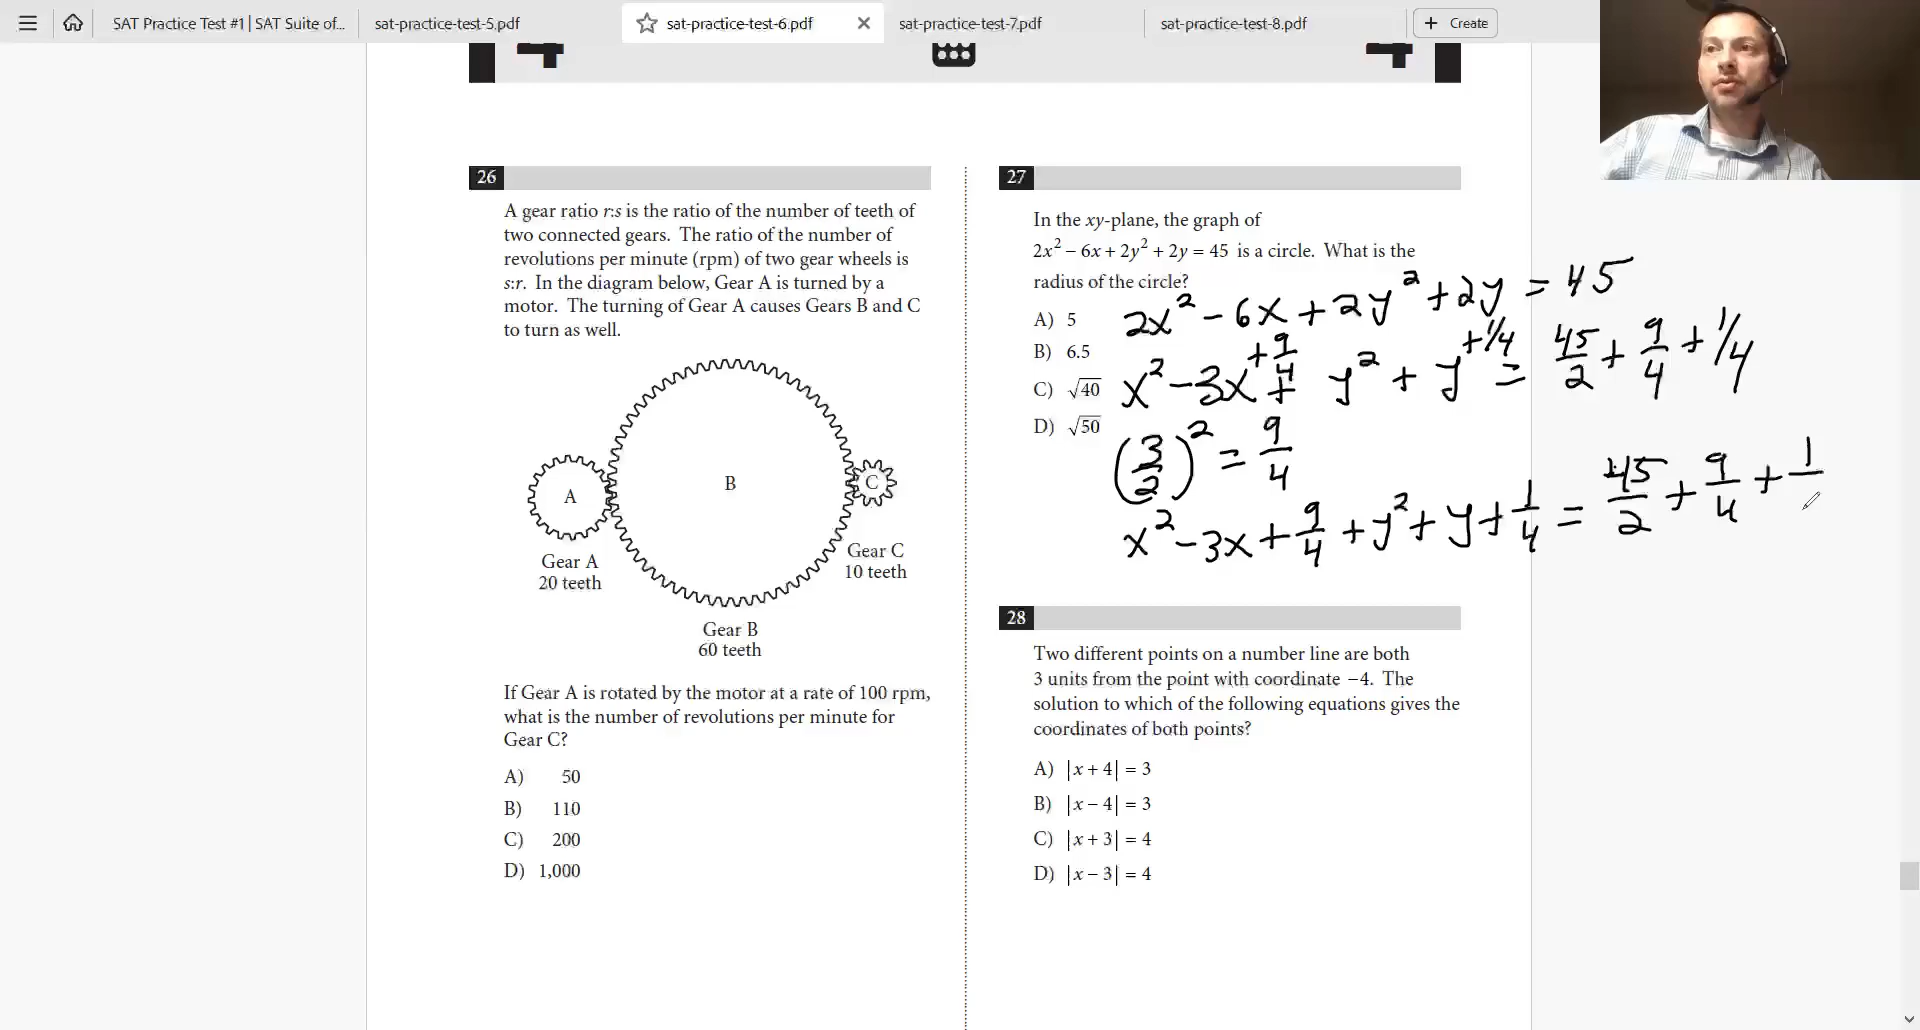 SAT Practice Test #1 | SAT Suite of...
sat-practice-test-5.pdf
sat-practice-test-6.pdf
sat-practice-test-7.pdf
sat-practice-test-8.pdf
+ Create
4
4
26
A gear ratio r:s is the ratio of the number of teeth of
two connected gears. The ratio of the number of
revolutions per minute (rpm) of two gear wheels is
s:r. In the diagram below, Gear A is turned by a
motor. The turning of Gear A causes Gears B and C
to turn as well.
A
B
C
Gear A
20 teeth
Gear B
60 teeth
Gear C
10 teeth
If Gear A is rotated by the motor at a rate of 100 rpm,
what is the number of revolutions per minute for
Gear C?
A) 50
B) 110
C) 200
D) 1,000
27
In the xy-plane, the graph of
2x² − 6x + 2y² + 2y = 45 is a circle. What is the
radius of the circle?
A) 5
B) 6.5
C) √40
D) √50
2x² - 6x + 2y² + 2y = 45
x² - 3x + 9/4 + y² + y + 1/4 = 45/2 + 9/4 + 1/4
(3/2)² = 9/4
x² - 3x + 9/4 + y² + y + 1/4 = 45/2 + 9/4 + 1
28
Two different points on a number line are both
3 units from the point with coordinate −4. The
solution to which of the following equations gives the
coordinates of both points?
A) |x + 4| = 3
B) |x − 4| = 3
C) |x + 3| = 4
D) |x − 3| = 4